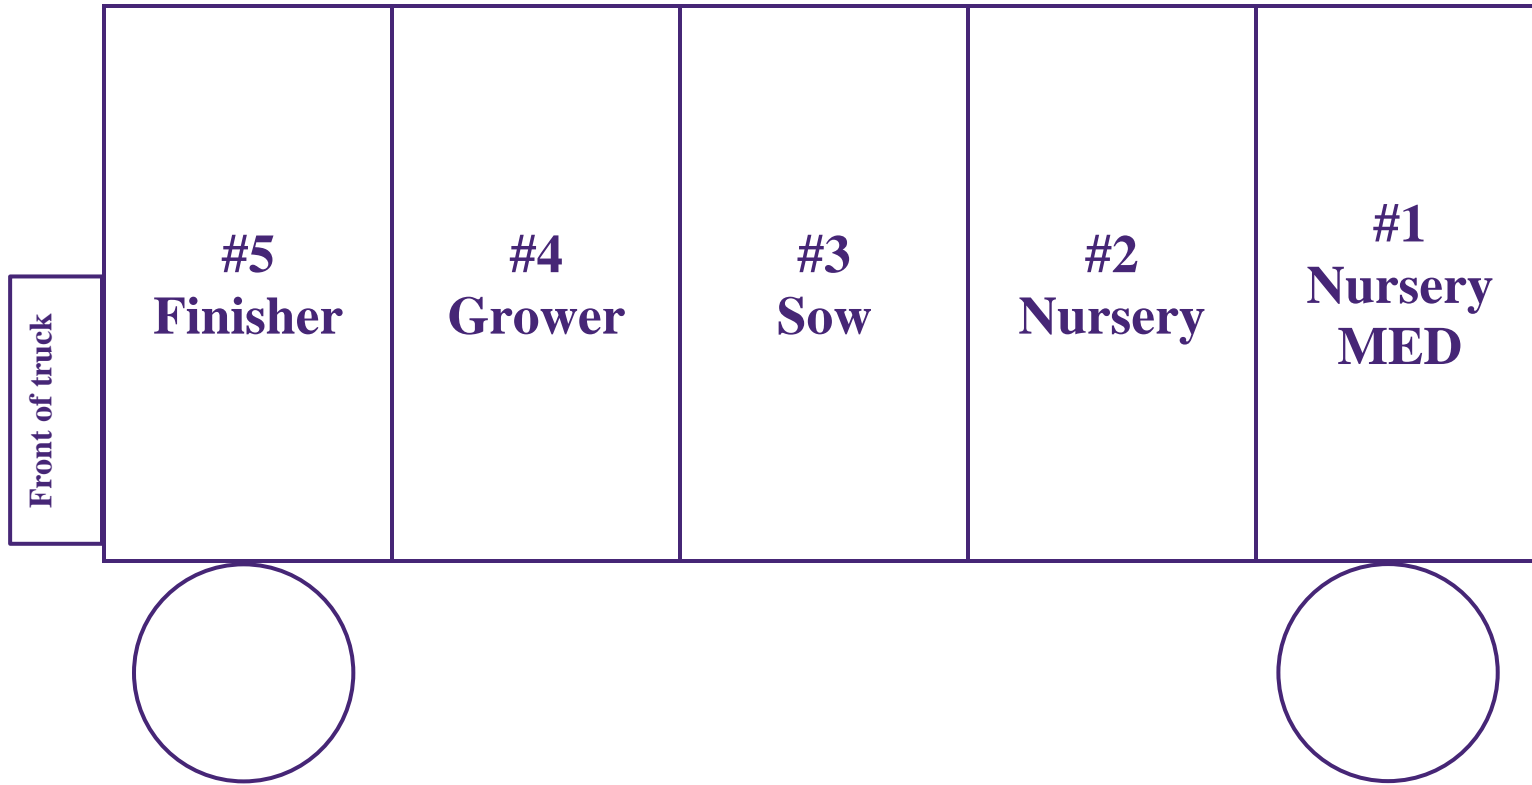 Front of truck
#5
Finisher
#4
Grower
#3
Sow
#2
Nursery
#1
Nursery
MED